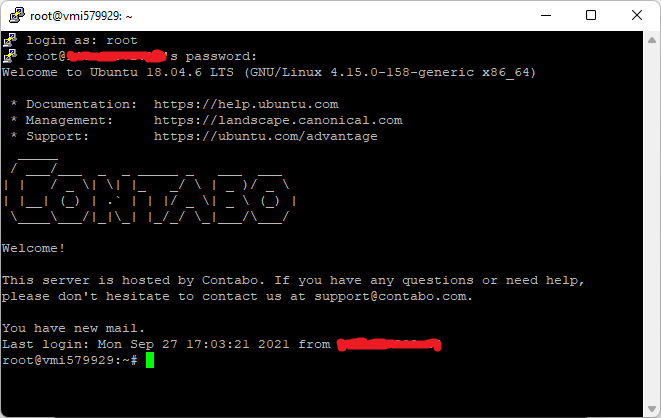 root@vmi579929: ~
login as: root
root@ 's password:
Welcome to Ubuntu 18.04.6 LTS (GNU/Linux 4.15.0-158-generic x86_64)
* Documentation: https://help.ubuntu.com
* Management: https://landscape.canonical.com
* Support: https://ubuntu.com/advantage
CONTABO
Welcome!
This server is hosted by Contabo. If you have any questions or need help,
please don't hesitate to contact us at support@contabo.com.
You have new mail.
Last login: Mon Sep 27 17:03:21 2021 from
root@vmi579929:~#